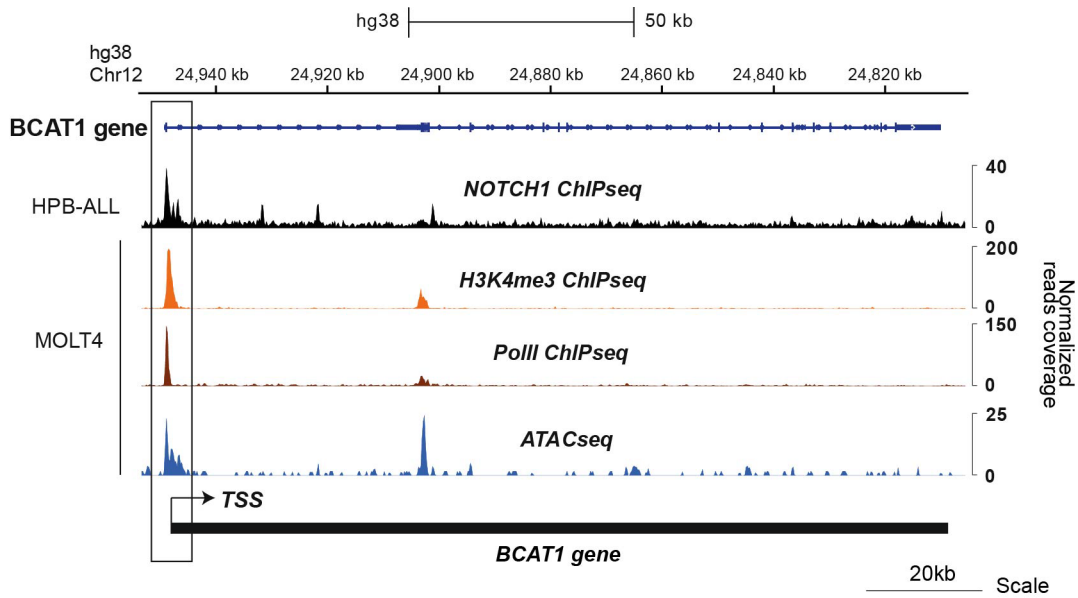 hg38 50 kb
hg38
Chr12 24,940 kb 24,920 kb 24,900 kb 24,880 kb 24,860 kb 24,840 kb 24,820 kb
BCAT1 gene
40
NOTCH1 ChIPseq
HPB-ALL
0
200
H3K4me3 ChIPseq
0
150
MOLT4
PolII ChIPseq
0
25
ATACseq
0
Normalized
reads coverage
TSS
BCAT1 gene
20kb Scale